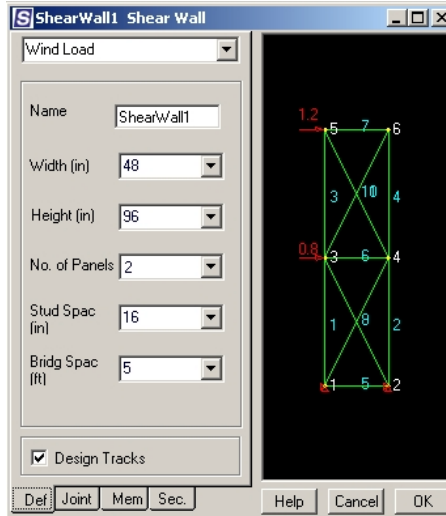 ShearWall1 Shear Wall
Wind Load
Name
ShearWall1
Width (in)
48
Height (in)
96
No. of Panels
2
Stud Spac (in)
16
Bridg Spac (ft)
5
Design Tracks
Def Joint Mem Sec.
1.2
5 7 6
3 10 4
0.8
3 6 4
1 8 2
1 5 2
Help Cancel OK